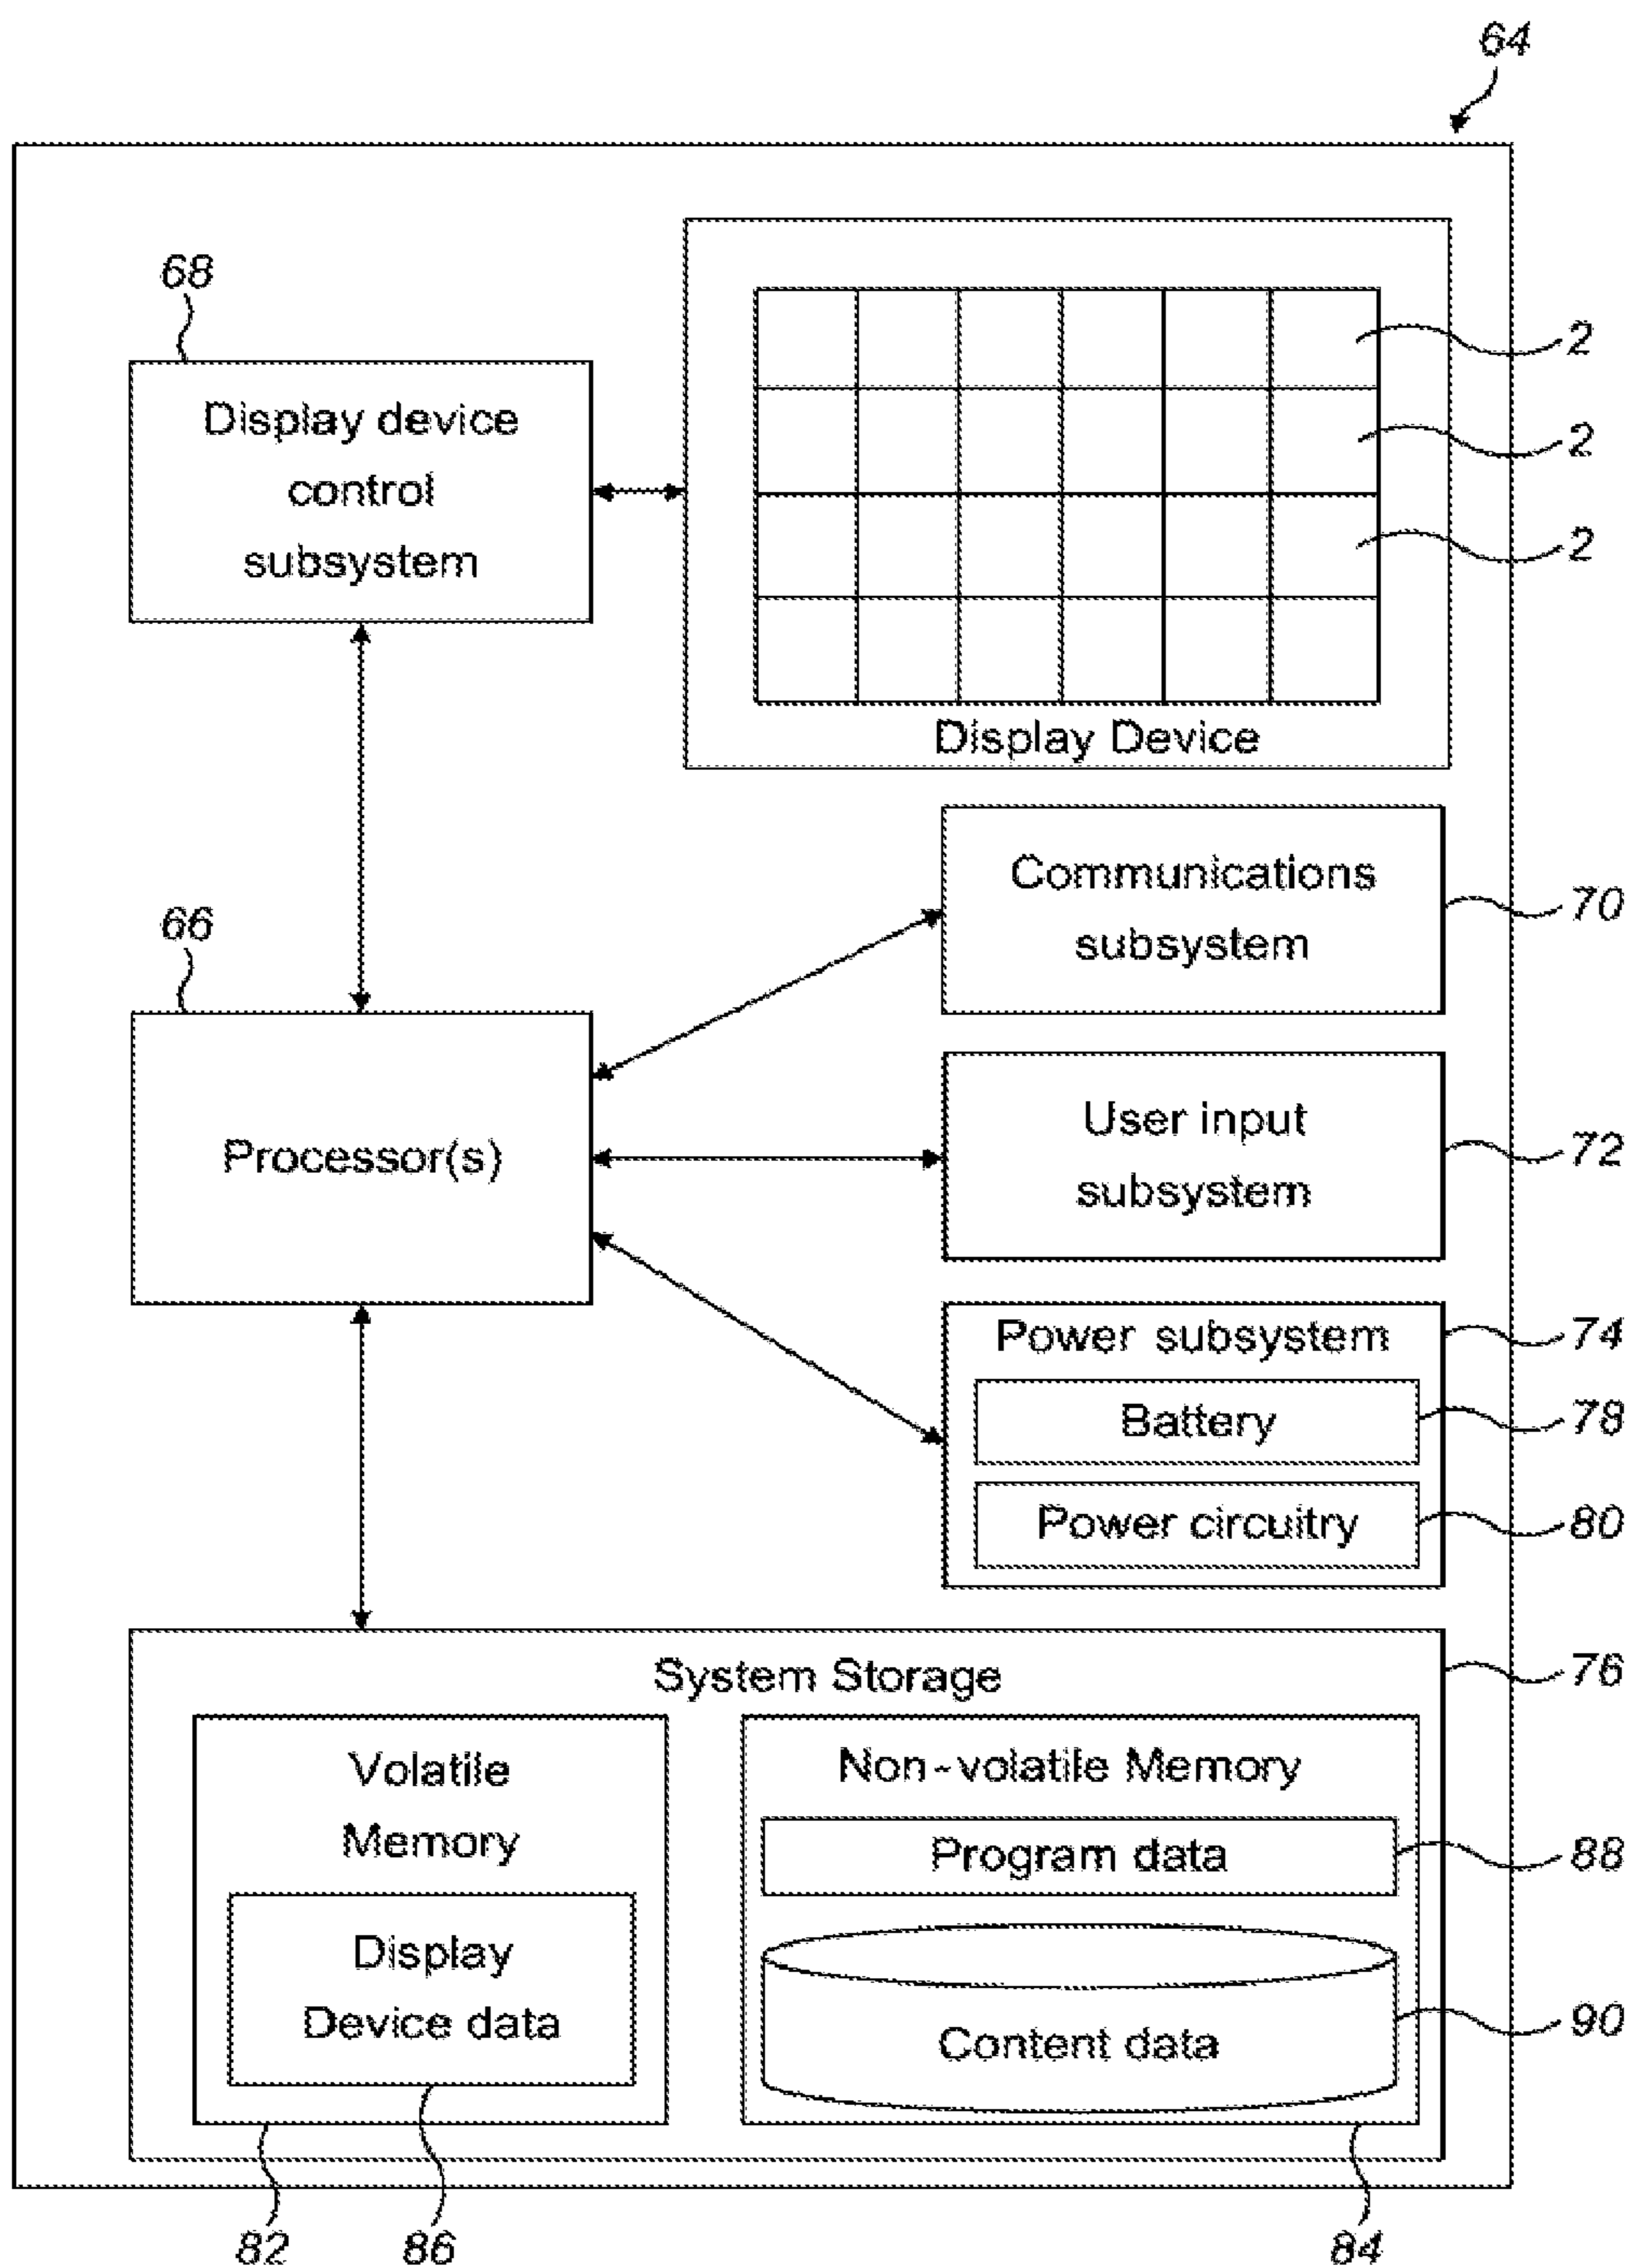 64
68
Display device
control
subsystem
2
2
2
Display Device
Communications
subsystem
70
66
Processor(s)
User input
subsystem
72
Power subsystem
74
Battery
78
Power circuitry
80
System Storage
76
Volatile
Memory
Non-volatile Memory
Program data
88
Display
Device data
Content data
90
82
86
84